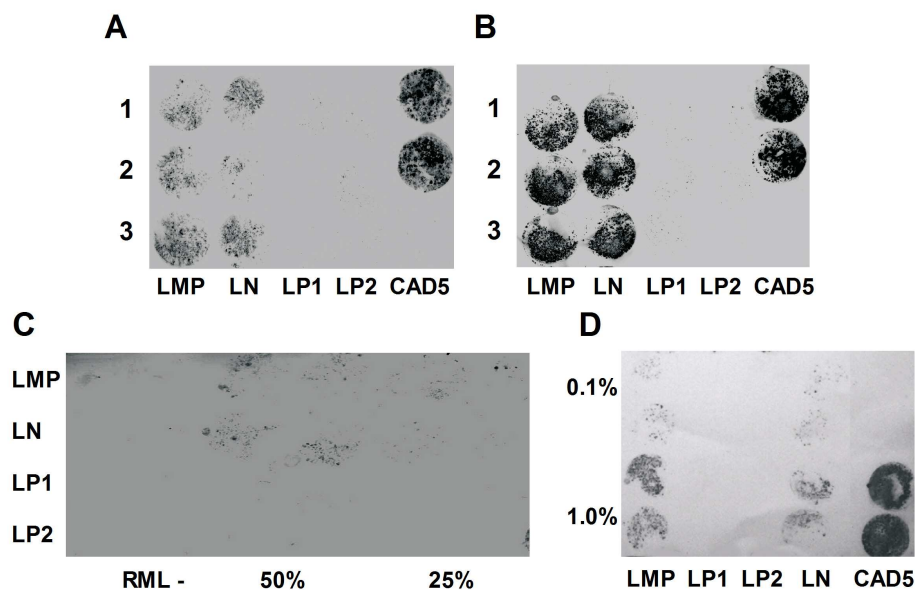 A
B
1
2
3
LMP LN LP1 LP2 CAD5
1
2
3
LMP LN LP1 LP2 CAD5
C
D
LMP
LN
LP1
LP2
RML - 50% 25%
0.1%
1.0%
LMP LP1 LP2 LN CAD5